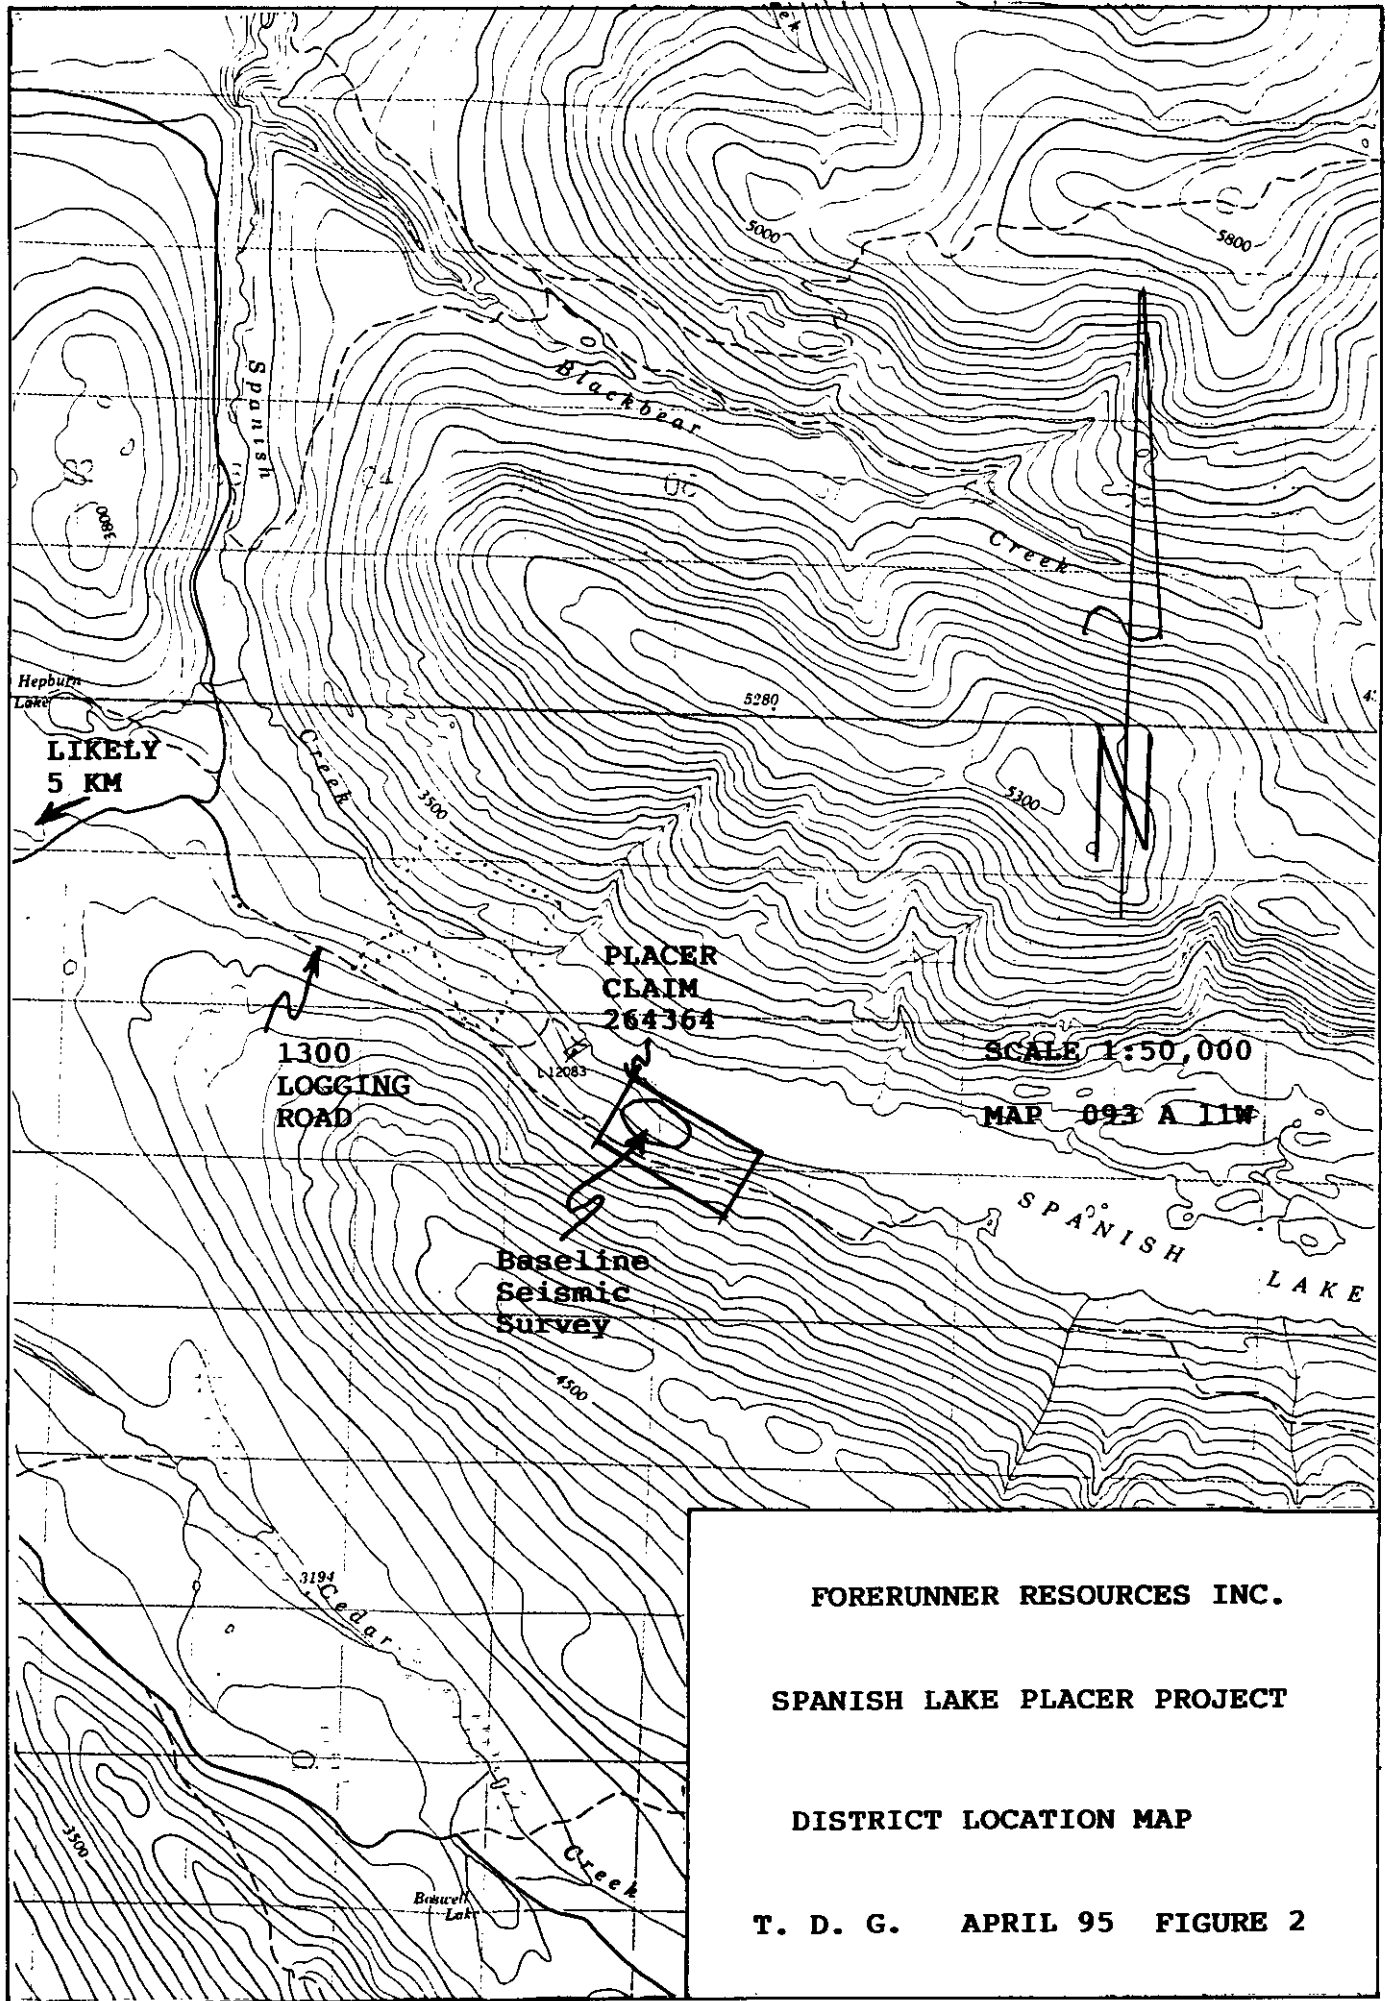 eek
5000
5800
Spanish
Blackbear
3800
Creek
Hepburn
Lake
5280
LIKELY
5 KM
Creek
3500
5300
N
PLACER
CLAIM
264364
SCALE 1:50,000
1300
LOGGING
ROAD
L 12083
MAP 093 A 11W
SPANISH
LAKE
Baseline
Seismic
Survey
4500
3194
Cedar
3500
Creek
Boswell
Lake
FORERUNNER RESOURCES INC.
SPANISH LAKE PLACER PROJECT
DISTRICT LOCATION MAP
T. D. G. APRIL 95 FIGURE 2